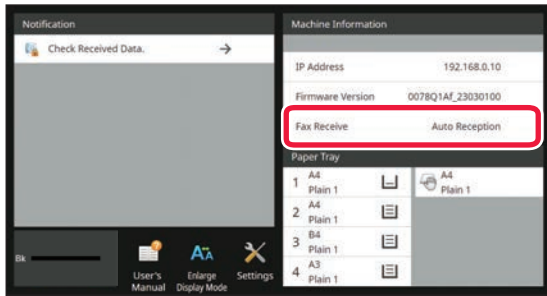 Notification
Check Received Data.
Machine Information
IP Address 192.168.0.10
Firmware Version 0078Q1Af_23030100
Fax Receive Auto Reception
Paper Tray
1 A4
Plain 1
2 A4
Plain 1
3 B4
Plain 1
4 A3
Plain 1
A4
Plain 1
Bk
User's
Manual
Enlarge
Display Mode
Settings